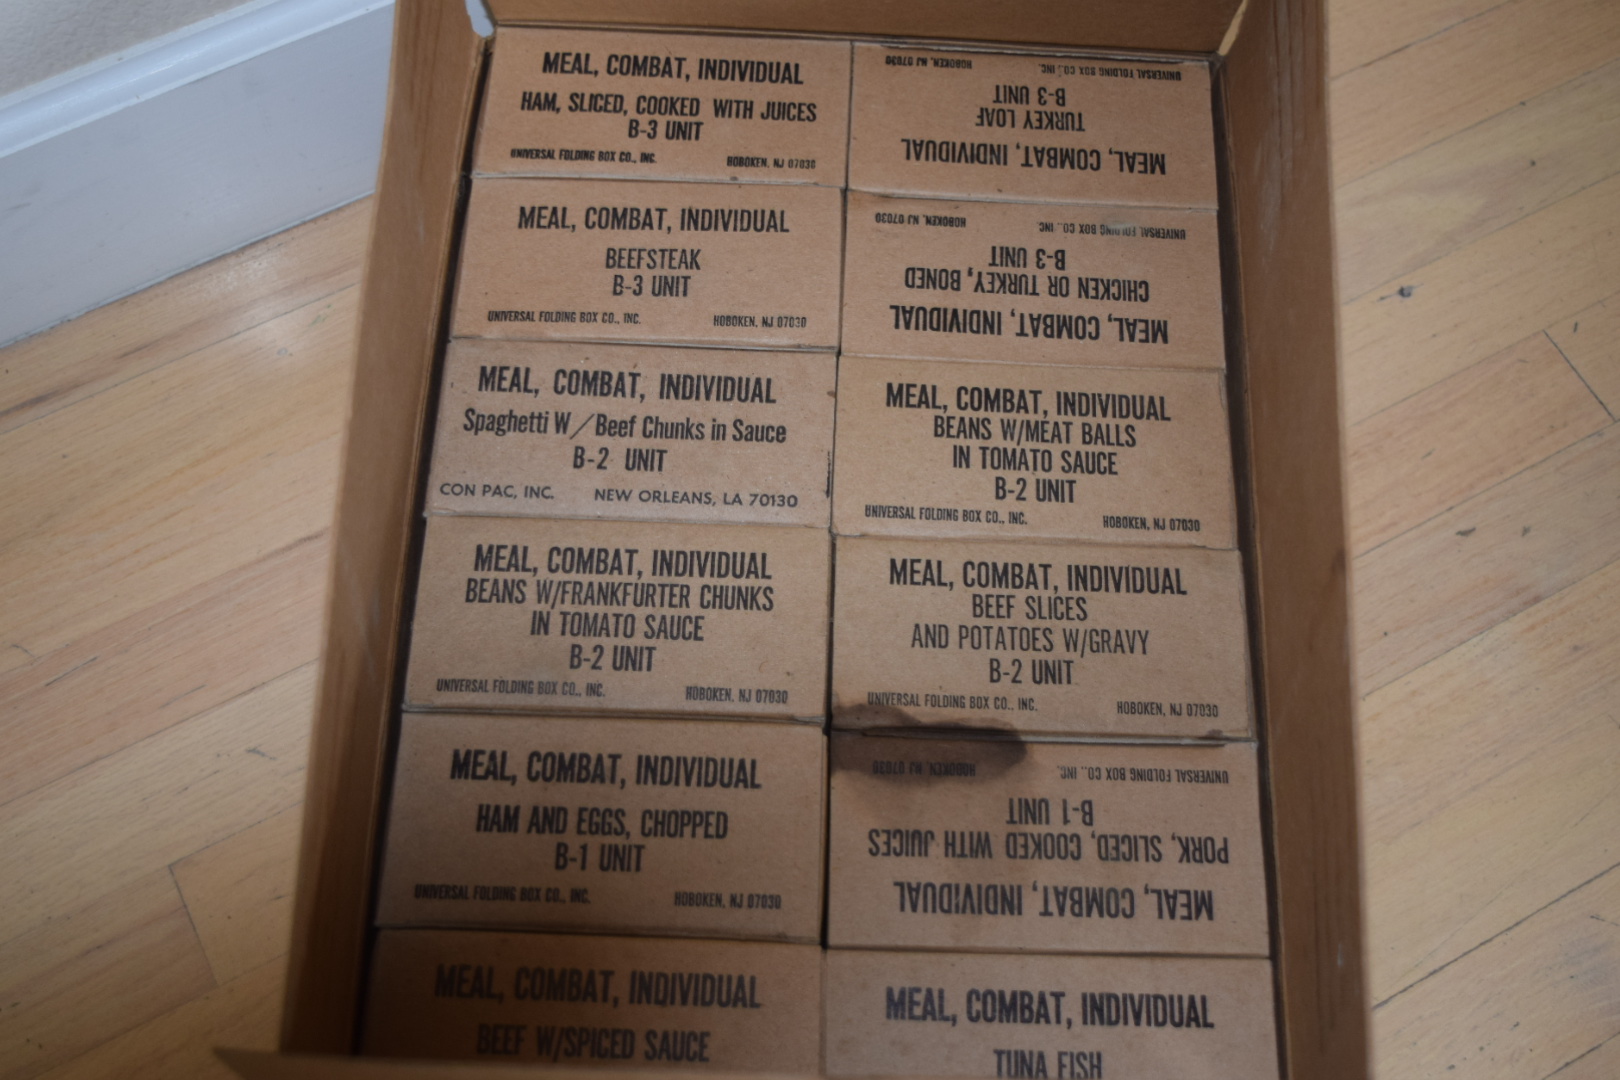 MEAL, COMBAT, INDIVIDUAL
HAM, SLICED, COOKED WITH JUICES
B-3 UNIT
UNIVERSAL FOLDING BOX CO., INC. HOBOKEN, NJ 07030
MEAL, COMBAT, INDIVIDUAL
TURKEY LOAF
B-3 UNIT
UNIVERSAL FOLDING BOX CO., INC. HOBOKEN, NJ 07030
MEAL, COMBAT, INDIVIDUAL
BEEFSTEAK
B-3 UNIT
UNIVERSAL FOLDING BOX CO., INC. HOBOKEN, NJ 07030
MEAL, COMBAT, INDIVIDUAL
CHICKEN OR TURKEY, BONED
B-3 UNIT
UNIVERSAL FOLDING BOX CO., INC. HOBOKEN, NJ 07030
MEAL, COMBAT, INDIVIDUAL
Spaghetti W/Beef Chunks in Sauce
B-2 UNIT
CON PAC, INC. NEW ORLEANS, LA 70130
MEAL, COMBAT, INDIVIDUAL
BEANS W/MEAT BALLS
IN TOMATO SAUCE
B-2 UNIT
UNIVERSAL FOLDING BOX CO., INC. HOBOKEN, NJ 07030
MEAL, COMBAT, INDIVIDUAL
BEANS W/FRANKFURTER CHUNKS
IN TOMATO SAUCE
B-2 UNIT
UNIVERSAL FOLDING BOX CO., INC. HOBOKEN, NJ 07030
MEAL, COMBAT, INDIVIDUAL
BEEF SLICES
AND POTATOES W/GRAVY
B-2 UNIT
UNIVERSAL FOLDING BOX CO., INC. HOBOKEN, NJ 07030
MEAL, COMBAT, INDIVIDUAL
HAM AND EGGS, CHOPPED
B-1 UNIT
UNIVERSAL FOLDING BOX CO., INC. HOBOKEN, NJ 07030
MEAL, COMBAT, INDIVIDUAL
PORK, SLICED, COOKED WITH JUICES
B-1 UNIT
UNIVERSAL FOLDING BOX CO., INC. HOBOKEN, NJ 07030
MEAL, COMBAT, INDIVIDUAL
BEEF W/SPICED SAUCE
MEAL, COMBAT, INDIVIDUAL
TUNA FISH